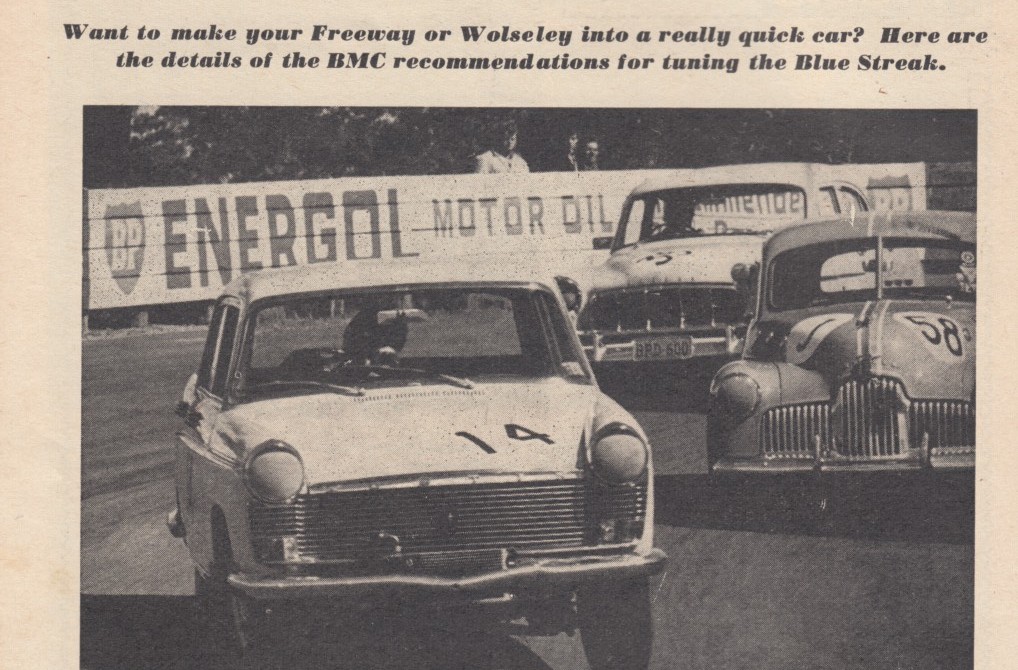 Want to make your Freeway or Wolseley into a really quick car? Here are
the details of the BMC recommendations for tuning the Blue Streak.
BP ENERGOL MOTOR OIL
BP
14
58
BPD-600